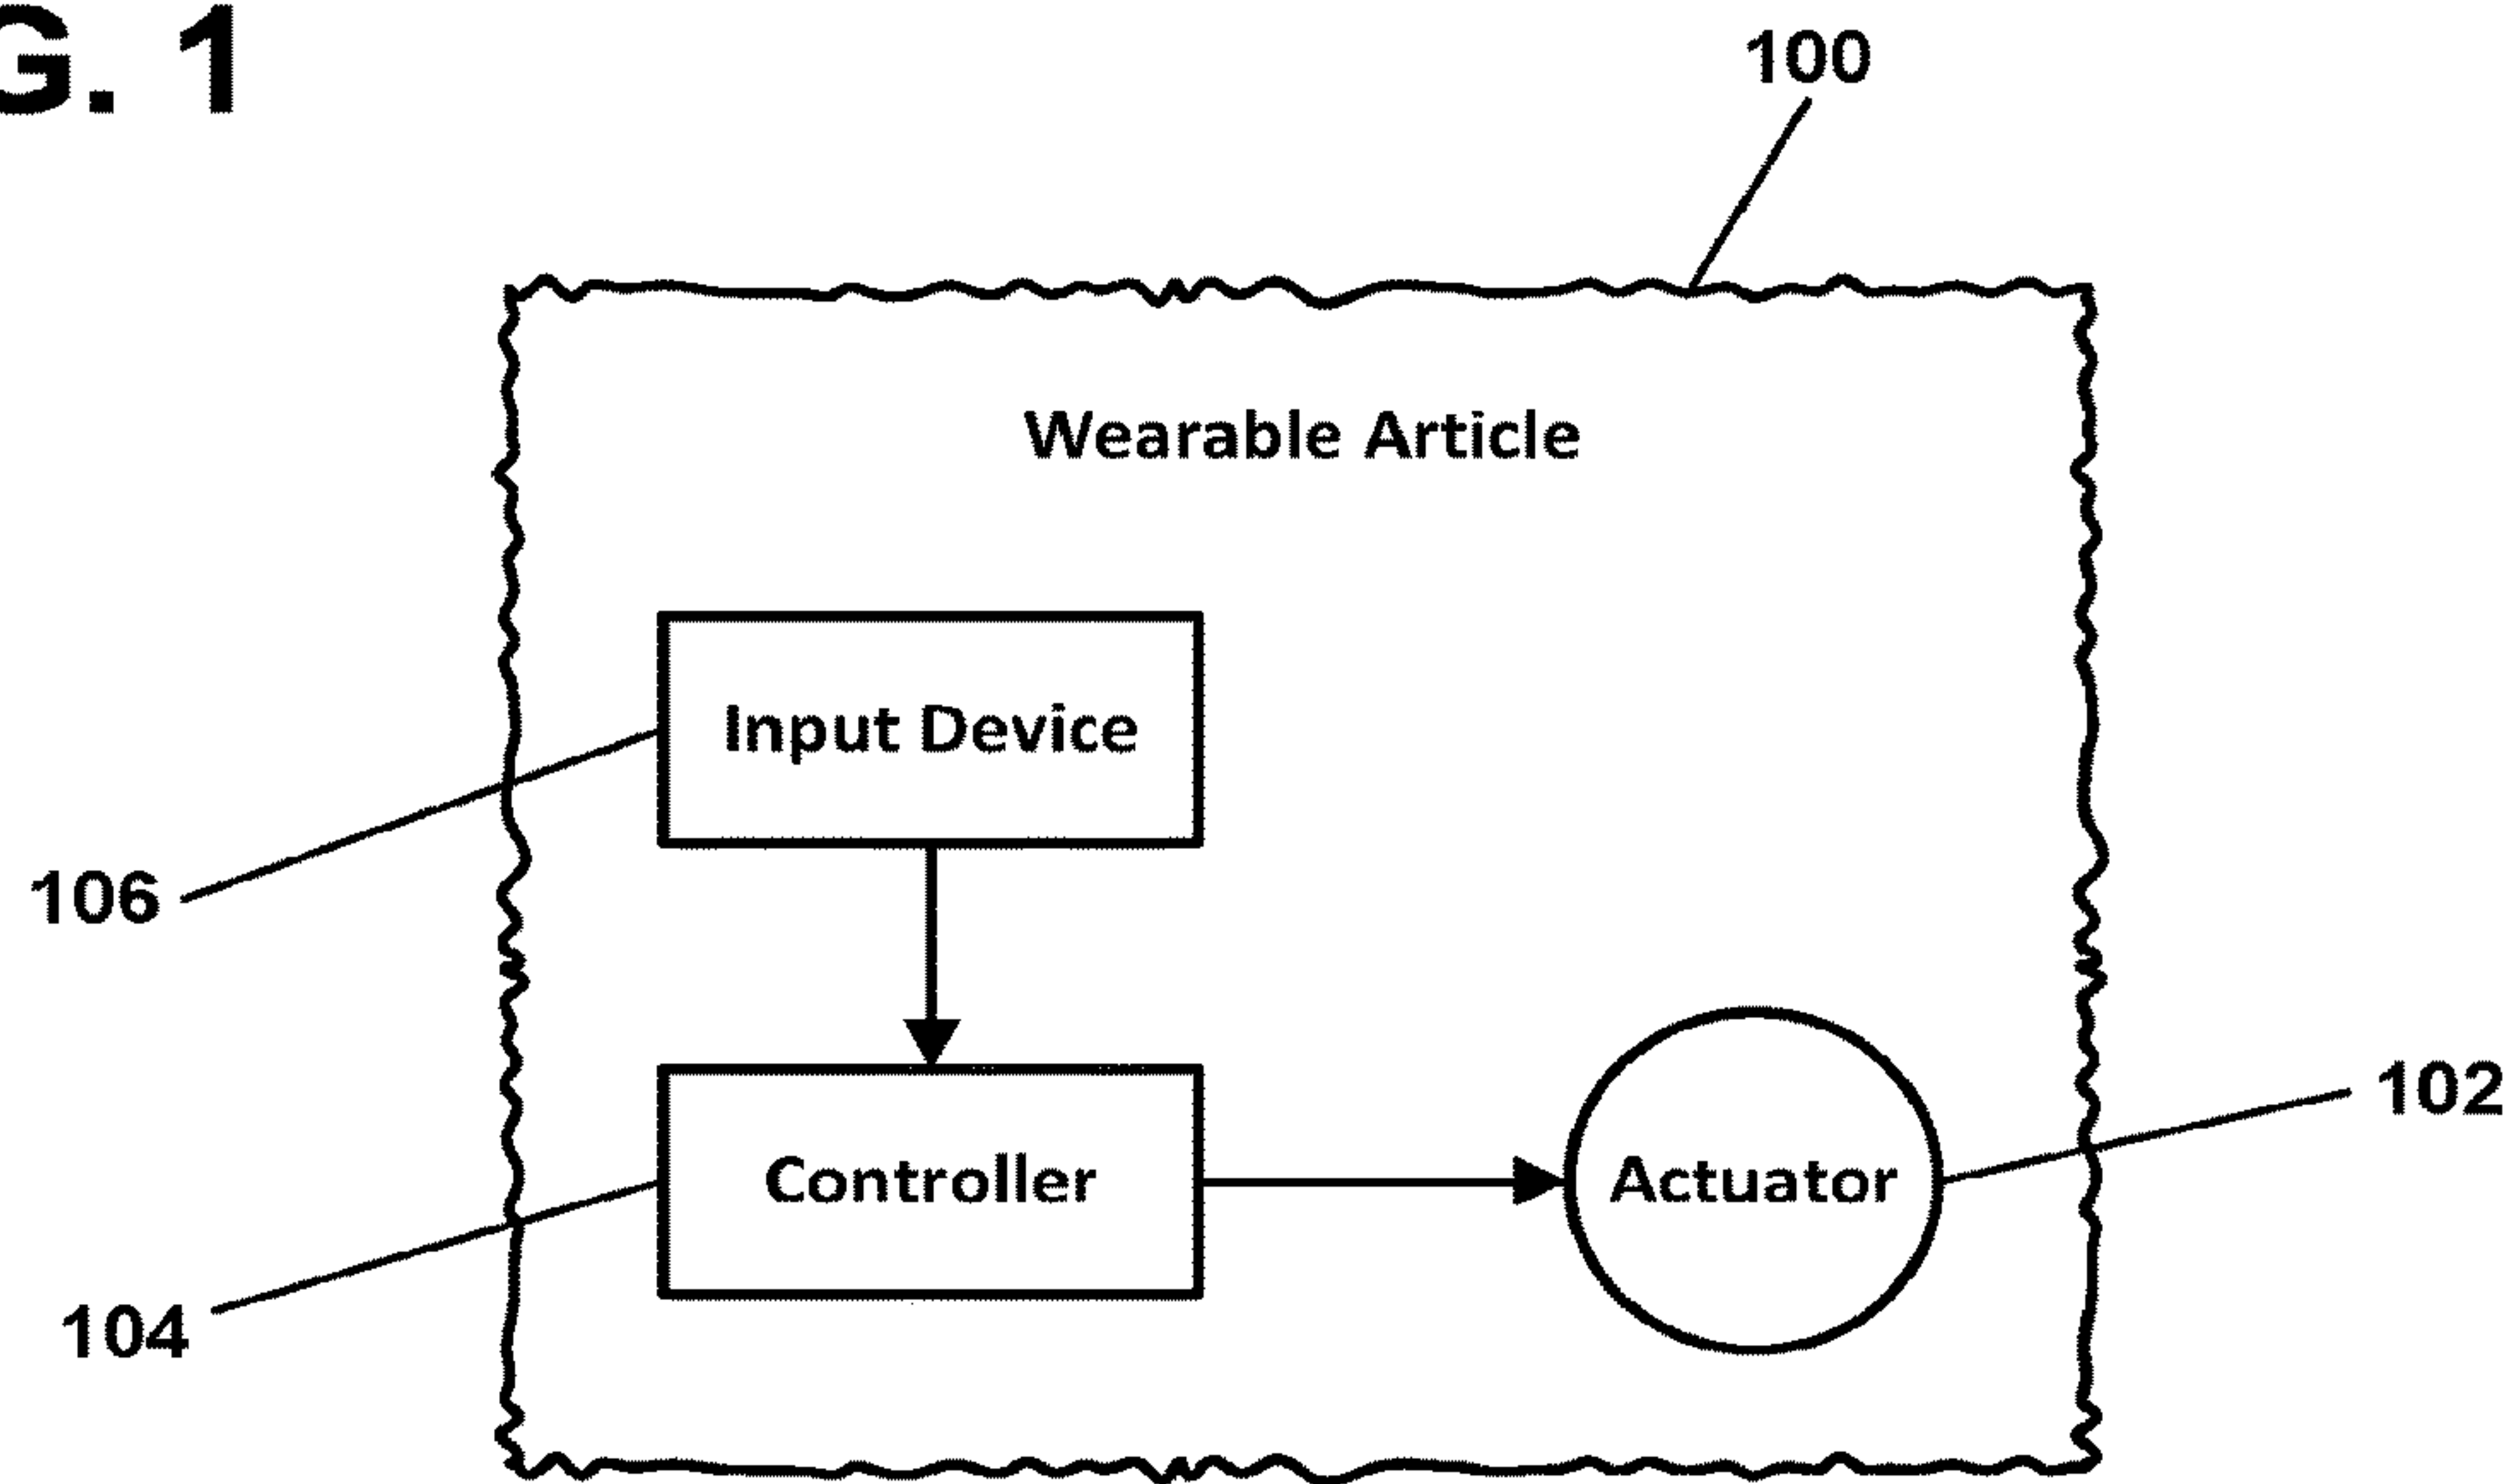 G. 1
100
Wearable Article
Input Device
106
102
Controller
Actuator
104